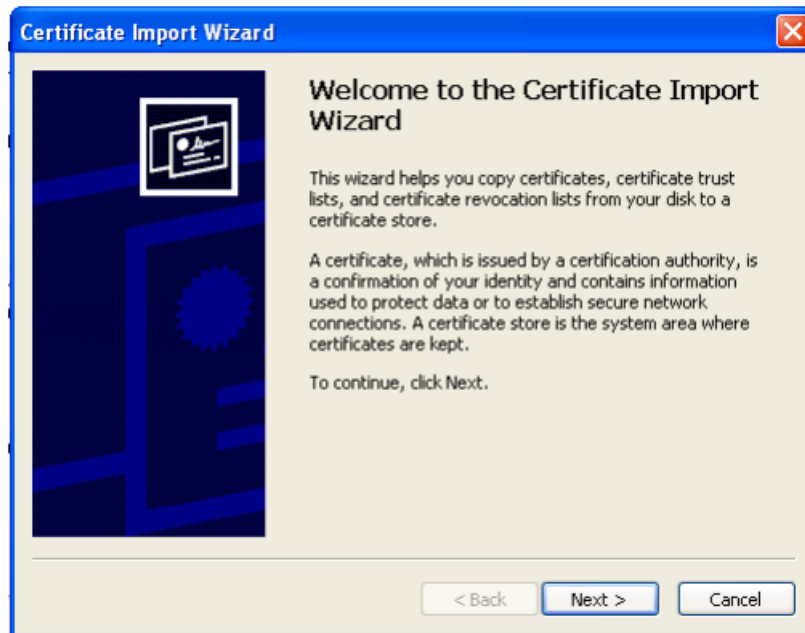 Certificate Import Wizard
Welcome to the Certificate Import
Wizard
This wizard helps you copy certificates, certificate trust
lists, and certificate revocation lists from your disk to a
certificate store.
A certificate, which is issued by a certification authority, is
a confirmation of your identity and contains information
used to protect data or to establish secure network
connections. A certificate store is the system area where
certificates are kept.
To continue, click Next.
< Back
Next >
Cancel